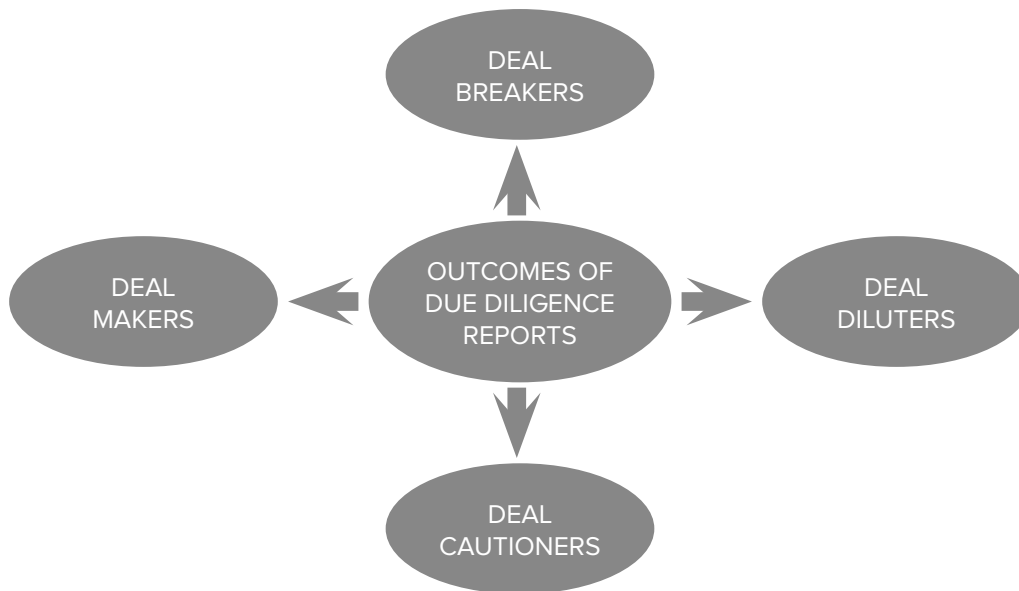 DEAL
BREAKERS
DEAL
MAKERS
OUTCOMES OF
DUE DILIGENCE
REPORTS
DEAL
DILUTERS
DEAL
CAUTIONERS